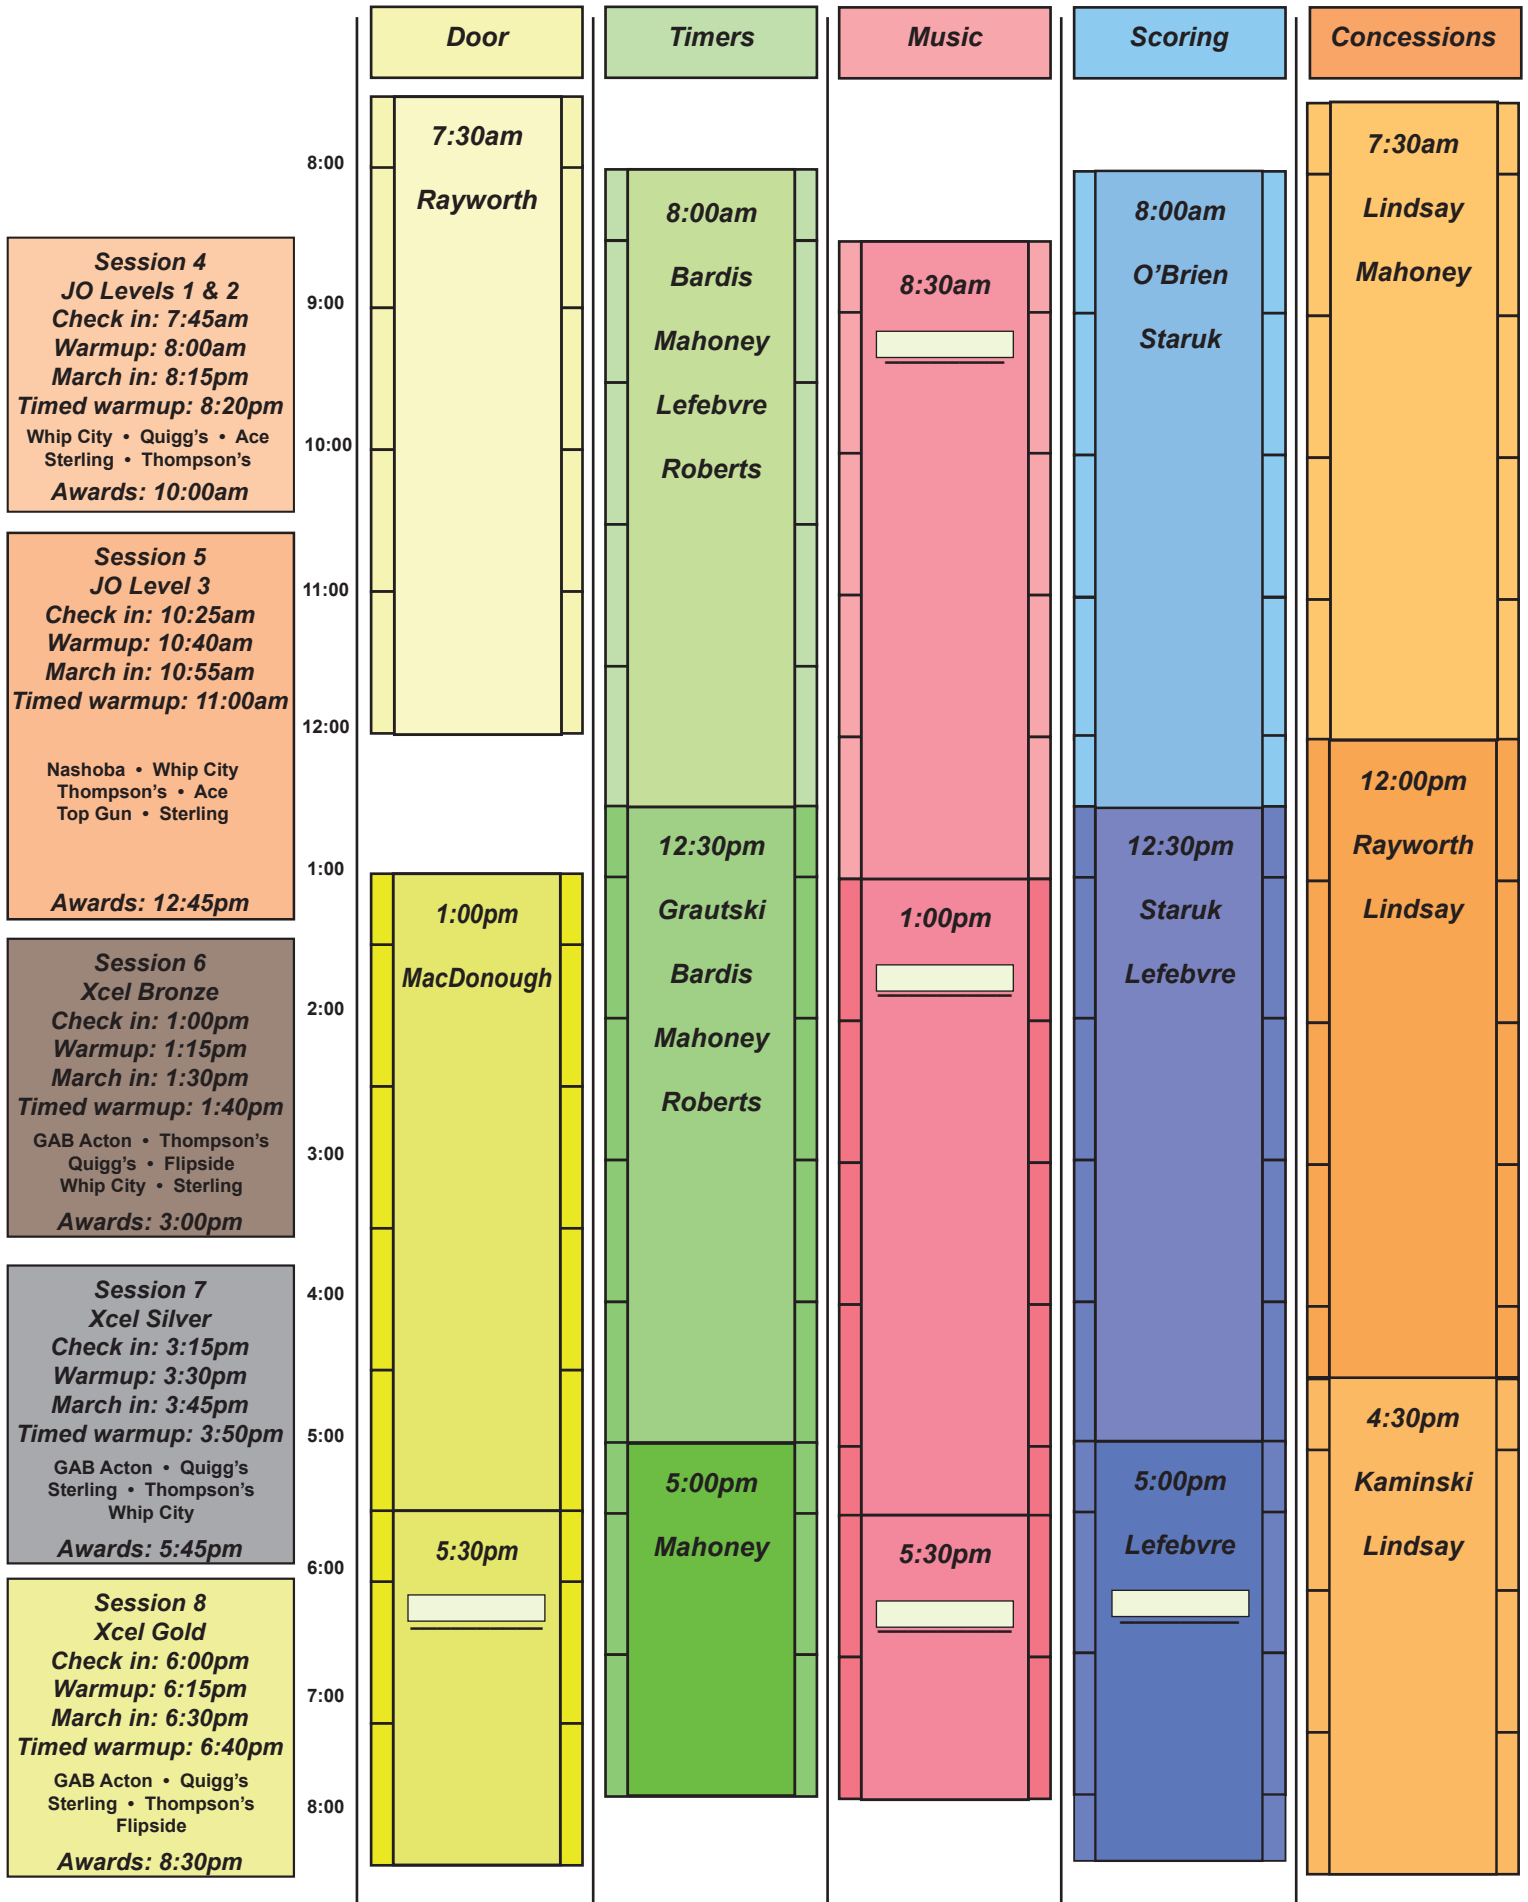 Door
Timers
Music
Scoring
Concessions
Session 4
JO Levels 1 & 2
Check in: 7:45am
Warmup: 8:00am
March in: 8:15pm
Timed warmup: 8:20pm
Whip City • Quigg's • Ace
Sterling • Thompson's
Awards: 10:00am
Session 5
JO Level 3
Check in: 10:25am
Warmup: 10:40am
March in: 10:55am
Timed warmup: 11:00am
Nashoba • Whip City
Thompson's • Ace
Top Gun • Sterling
Awards: 12:45pm
Session 6
Xcel Bronze
Check in: 1:00pm
Warmup: 1:15pm
March in: 1:30pm
Timed warmup: 1:40pm
GAB Acton • Thompson's
Quigg's • Flipside
Whip City • Sterling
Awards: 3:00pm
Session 7
Xcel Silver
Check in: 3:15pm
Warmup: 3:30pm
March in: 3:45pm
Timed warmup: 3:50pm
GAB Acton • Quigg's
Sterling • Thompson's
Whip City
Awards: 5:45pm
Session 8
Xcel Gold
Check in: 6:00pm
Warmup: 6:15pm
March in: 6:30pm
Timed warmup: 6:40pm
GAB Acton • Quigg's
Sterling • Thompson's
Flipside
Awards: 8:30pm
8:00
9:00
10:00
11:00
12:00
1:00
2:00
3:00
4:00
5:00
6:00
7:00
8:00
7:30am
Rayworth
1:00pm
MacDonough
5:30pm
8:00am
Bardis
Mahoney
Lefebvre
Roberts
12:30pm
Grautski
Bardis
Mahoney
Roberts
5:00pm
Mahoney
8:30am
1:00pm
5:30pm
8:00am
O'Brien
Staruk
12:30pm
Staruk
Lefebvre
5:00pm
Lefebvre
7:30am
Lindsay
Mahoney
12:00pm
Rayworth
Lindsay
4:30pm
Kaminski
Lindsay